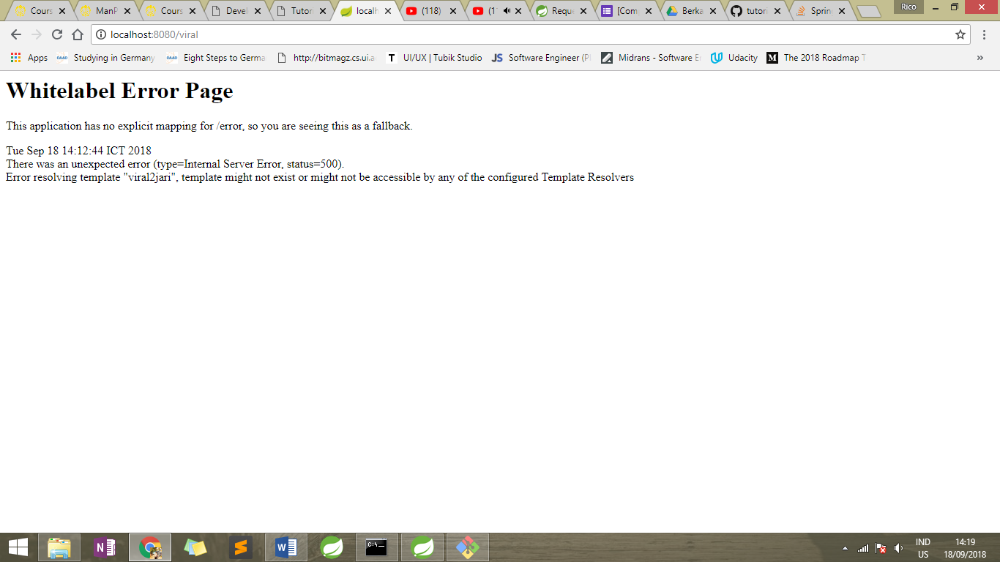 Cours ManP Cours Devel Tutor localh (118) (1 Reque [Com Berka tutori Sprin Rico
localhost:8080/viral
Apps DAAD Studying in Germany DAAD Eight Steps to Germa http://bitmagz.cs.ui.a T UI/UX | Tubik Studio JS Software Engineer (P Midrans - Software E Udacity M The 2018 Roadmap T »
Whitelabel Error Page
This application has no explicit mapping for /error, so you are seeing this as a fallback.
Tue Sep 18 14:12:44 ICT 2018
There was an unexpected error (type=Internal Server Error, status=500).
Error resolving template "viral2jari", template might not exist or might not be accessible by any of the configured Template Resolvers
IND 14:19
US 18/09/2018